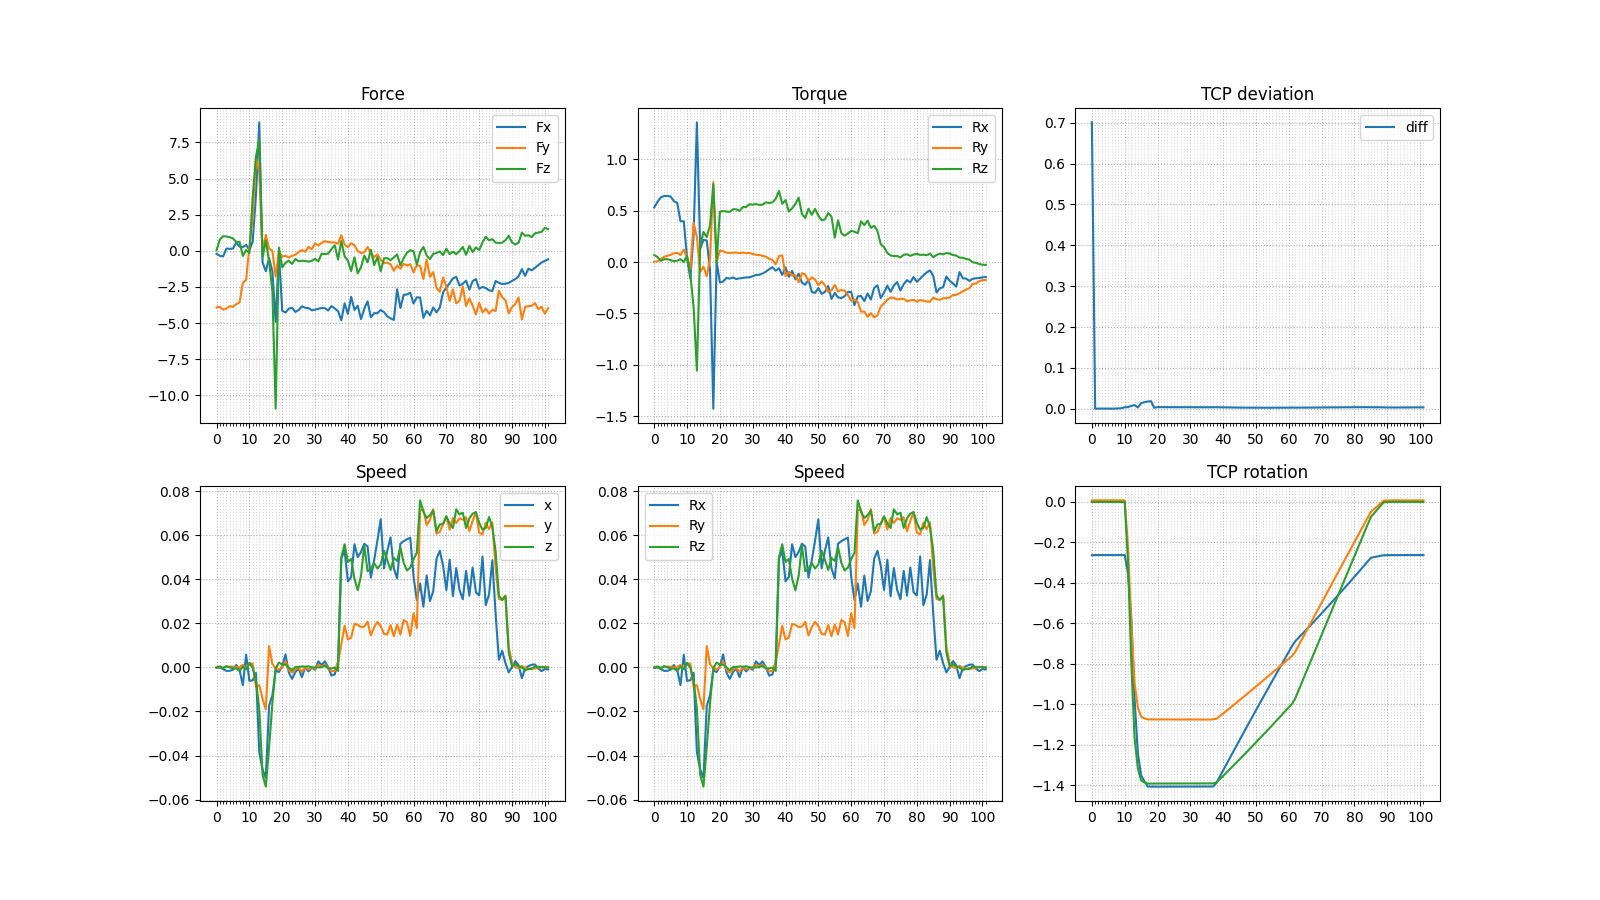 Force
7.5
5.0
2.5
0.0
−2.5
−5.0
−7.5
−10.0
0 10 20 30 40 50 60 70 80 90 100
Fx
Fy
Fz
Torque
1.0
0.5
0.0
−0.5
−1.0
−1.5
0 10 20 30 40 50 60 70 80 90 100
Rx
Ry
Rz
TCP deviation
0.7
0.6
0.5
0.4
0.3
0.2
0.1
0.0
0 10 20 30 40 50 60 70 80 90 100
diff
Speed
0.08
0.06
0.04
0.02
0.00
−0.02
−0.04
−0.06
0 10 20 30 40 50 60 70 80 90 100
x
y
z
Speed
0.08
0.06
0.04
0.02
0.00
−0.02
−0.04
−0.06
0 10 20 30 40 50 60 70 80 90 100
Rx
Ry
Rz
TCP rotation
0.0
−0.2
−0.4
−0.6
−0.8
−1.0
−1.2
−1.4
0 10 20 30 40 50 60 70 80 90 100